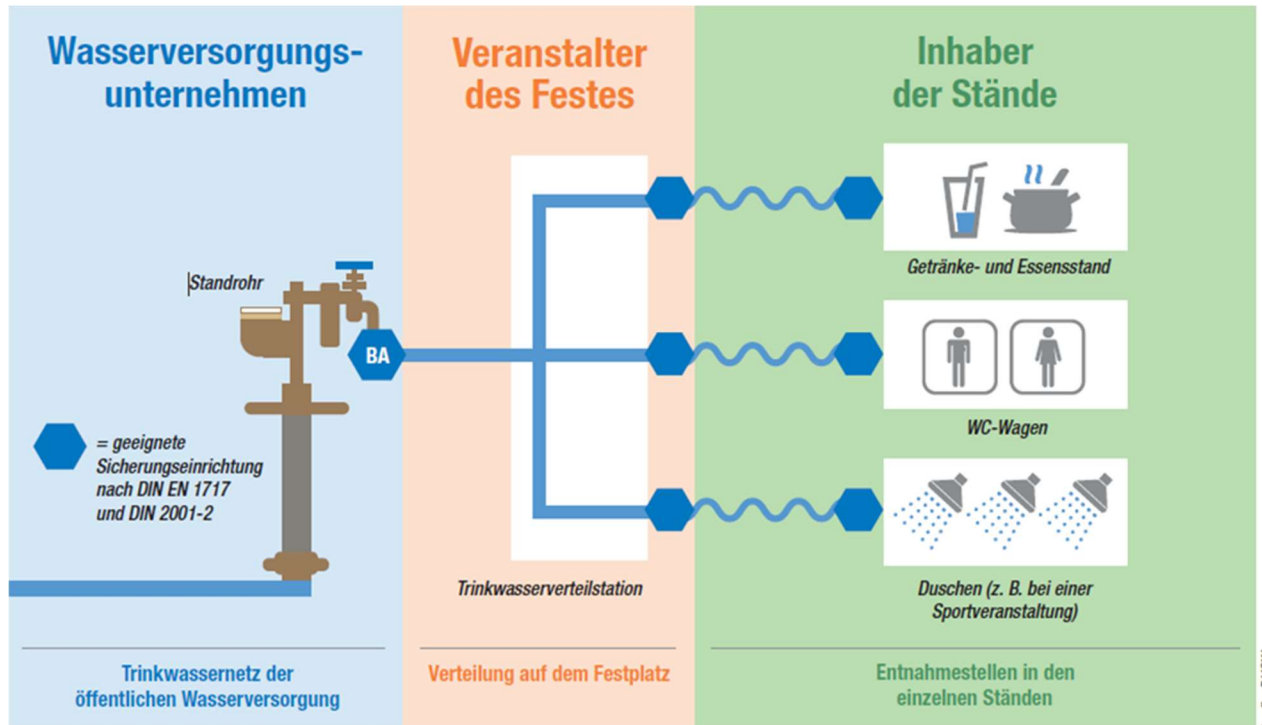 Wasserversorgungs-
unternehmen
Veranstalter
des Festes
Inhaber
der Stände
Standrohr
BA
= geeignete
Sicherungseinrichtung
nach DIN EN 1717
und DIN 2001-2
Trinkwasserverteilstation
Getränke- und Essensstand
WC-Wagen
Duschen (z. B. bei einer
Sportveranstaltung)
Trinkwassernetz der
öffentlichen Wasserversorgung
Verteilung auf dem Festplatz
Entnahmestellen in den
einzelnen Ständen